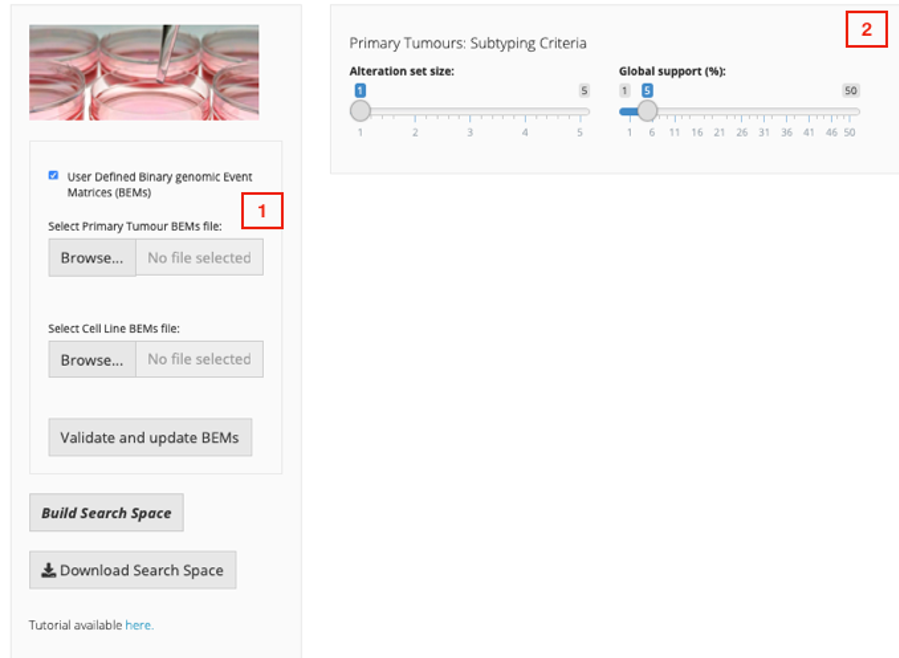 User Defined Binary genomic Event
Matrices (BEMs)
1
Select Primary Tumour BEMs file:
Browse... No file selected
Select Cell Line BEMs file:
Browse... No file selected
Validate and update BEMs
Build Search Space
Download Search Space
Tutorial available here.
2
Primary Tumours: Subtyping Criteria
Alteration set size:
1 5
1 2 3 4 5
Global support (%):
1 5 50
1 6 11 16 21 26 31 36 41 46 50